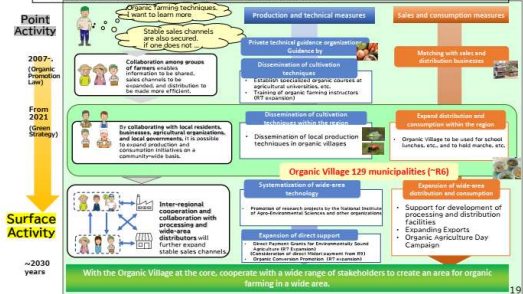 Point
Activity
2007-.
(Organic
Promotion
Law)
From
2021
(Green
Strategy)
Surface
Activity
~2030
years
Organic farming techniques,
I want to learn more
Stable sales channels
are also secured.
if one does not ...
Collaboration among groups
of farmers enables
information to be shared,
sales channels to be
expanded, and distribution to
be made more efficient.
By collaborating with local residents,
businesses, agricultural organizations,
and local governments, it is possible
to expand production and
consumption initiatives on a
community-wide basis.
Inter-regional
cooperation and
collaboration with
processing and
wide-area
distributors will
further expand
stable sales channels.
Production and technical measures
Private technical guidance organizations
Guidance by
Dissemination of cultivation
techniques
Establish specialized organic courses at
agricultural universities, etc.
Training of organic farming instructors
(R7 expansion)
Dissemination of cultivation
techniques within the region
Dissemination of local production
techniques in organic villages
Organic Village 129 municipalities (~R6)
Systematization of wide-area
technology
Promotion of research projects by the National Institute
of Agro-Environmental Sciences and other organizations
Expansion of direct support
Direct Payment Grants for Environmentally Sound
Agriculture (R7 Expansion)
(Consideration of direct Midori payment from R9)
Organic Conversion Promotion (R7 expansion)
Sales and consumption measures
Matching with sales and
distribution businesses
Expand distribution and
consumption within the region
Organic Village to be used for school
lunches, etc., and to hold marche, etc.
Expansion of wide-area
distribution and consumption
Support for development of
processing and distribution
facilities
Expanding Exports
Organic Agriculture Day
Campaign
With the Organic Village at the core, cooperate with a wide range of stakeholders to create an area for organic
farming in a wide area.
19